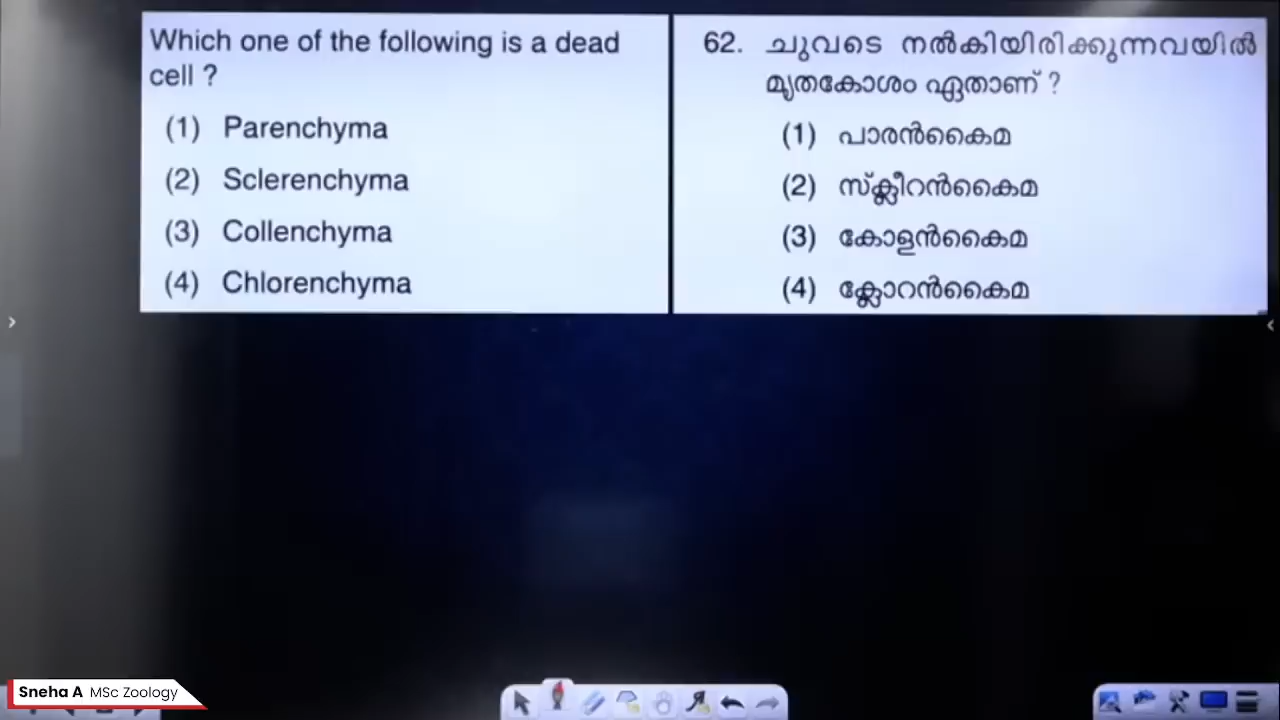 Which one of the following is a dead
cell ?
(1) Parenchyma
(2) Sclerenchyma
(3) Collenchyma
(4) Chlorenchyma
62. ചുവടെ നൽകിയിരിക്കുന്നവയിൽ
മൃതകോശം ഏതാണ് ?
(1) പാരൻകൈമ
(2) സ്ക്ലീറൻകൈമ
(3) കോളൻകൈമ
(4) ക്ലോറൻകൈമ
Sneha A MSc Zoology